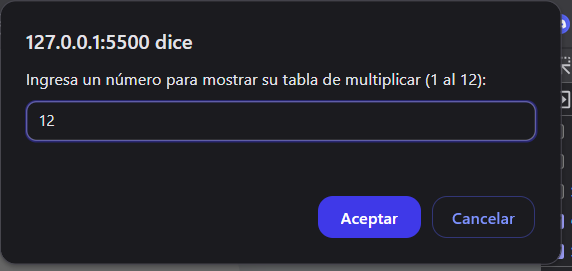 127.0.0.1:5500 dice
Ingresa un número para mostrar su tabla de multiplicar (1 al 12):
12
Aceptar
Cancelar